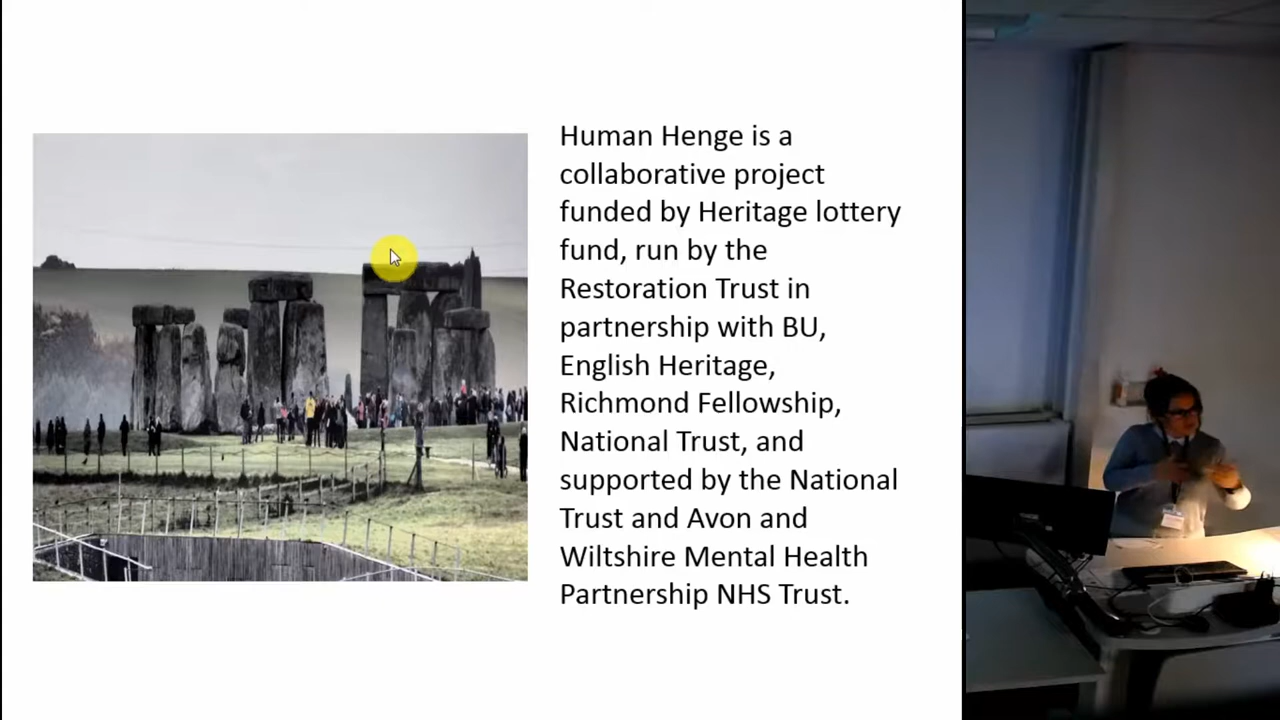 Human Henge is a
collaborative project
funded by Heritage lottery
fund, run by the
Restoration Trust in
partnership with BU,
English Heritage,
Richmond Fellowship,
National Trust, and
supported by the National
Trust and Avon and
Wiltshire Mental Health
Partnership NHS Trust.